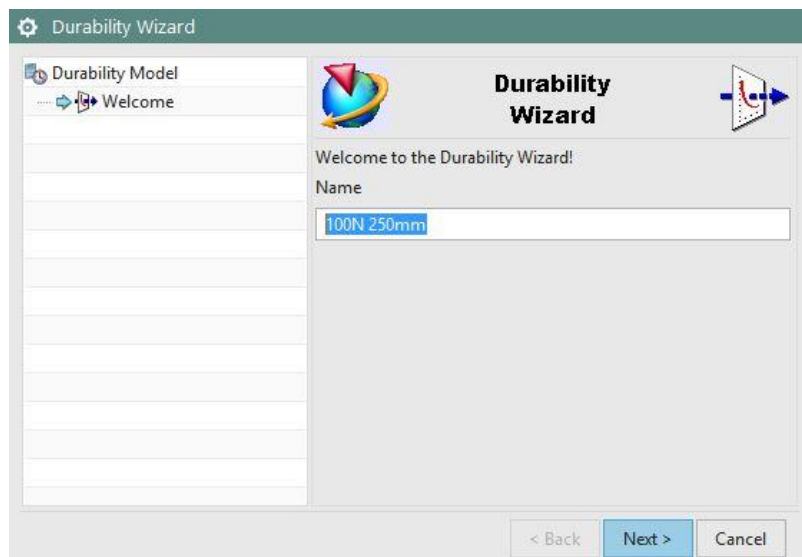 Durability Wizard
Durability Model
Welcome
Durability
Wizard
Welcome to the Durability Wizard!
Name
100N 250mm
< Back
Next >
Cancel